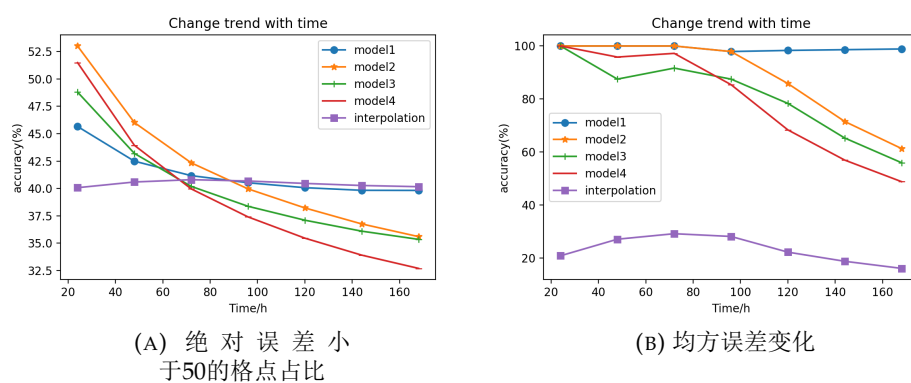 Change trend with time
52.5
50.0
47.5
45.0
42.5
40.0
37.5
35.0
32.5
accuracy(%)
model1
model2
model3
model4
interpolation
20 40 60 80 100 120 140 160
Time/h
(A) 绝 对 误 差 小
于50的格点占比
Change trend with time
100
80
60
40
20
accuracy(%)
model1
model2
model3
model4
interpolation
20 40 60 80 100 120 140 160
Time/h
(B) 均方误差变化